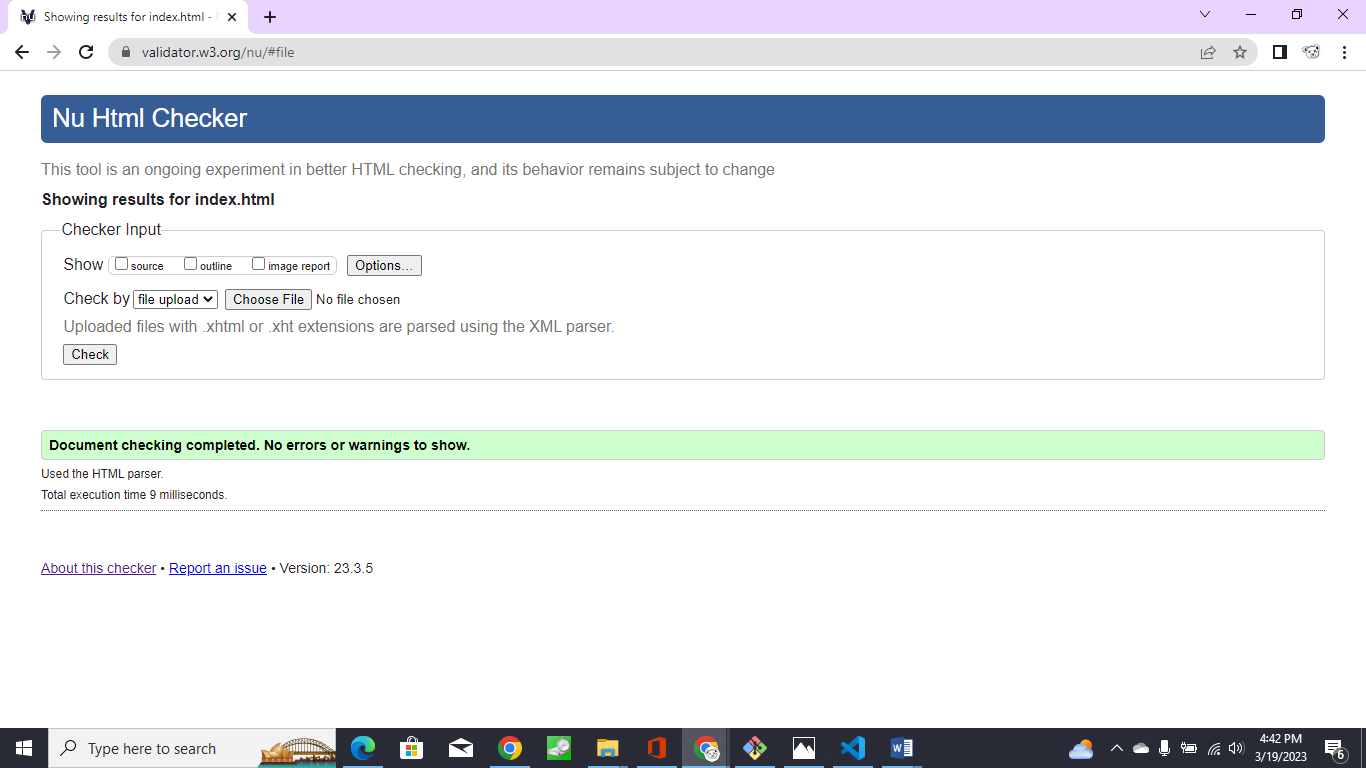 Showing results for index.html -
validator.w3.org/nu/#file
Nu Html Checker
This tool is an ongoing experiment in better HTML checking, and its behavior remains subject to change
Showing results for index.html
Checker Input
Show source outline image report Options...
Check by file upload Choose File No file chosen
Uploaded files with .xhtml or .xht extensions are parsed using the XML parser.
Check
Document checking completed. No errors or warnings to show.
Used the HTML parser.
Total execution time 9 milliseconds.
About this checker • Report an issue • Version: 23.3.5
Type here to search
4:42 PM
3/19/2023
6